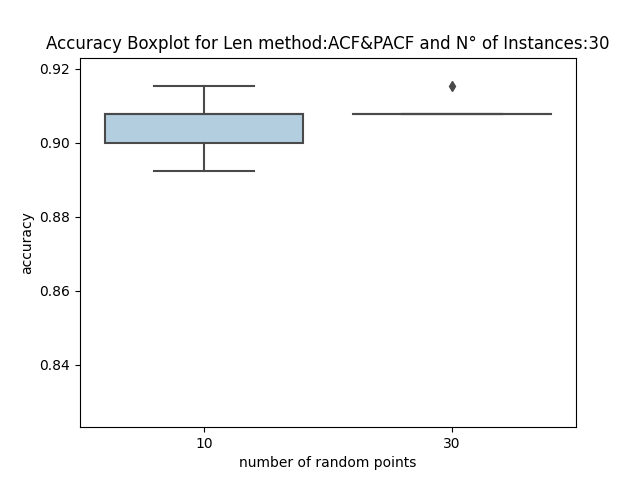 Accuracy Boxplot for Len method:ACF&PACF and N° of Instances:30
0.92
0.90
0.88
0.86
0.84
accuracy
10 30
number of random points